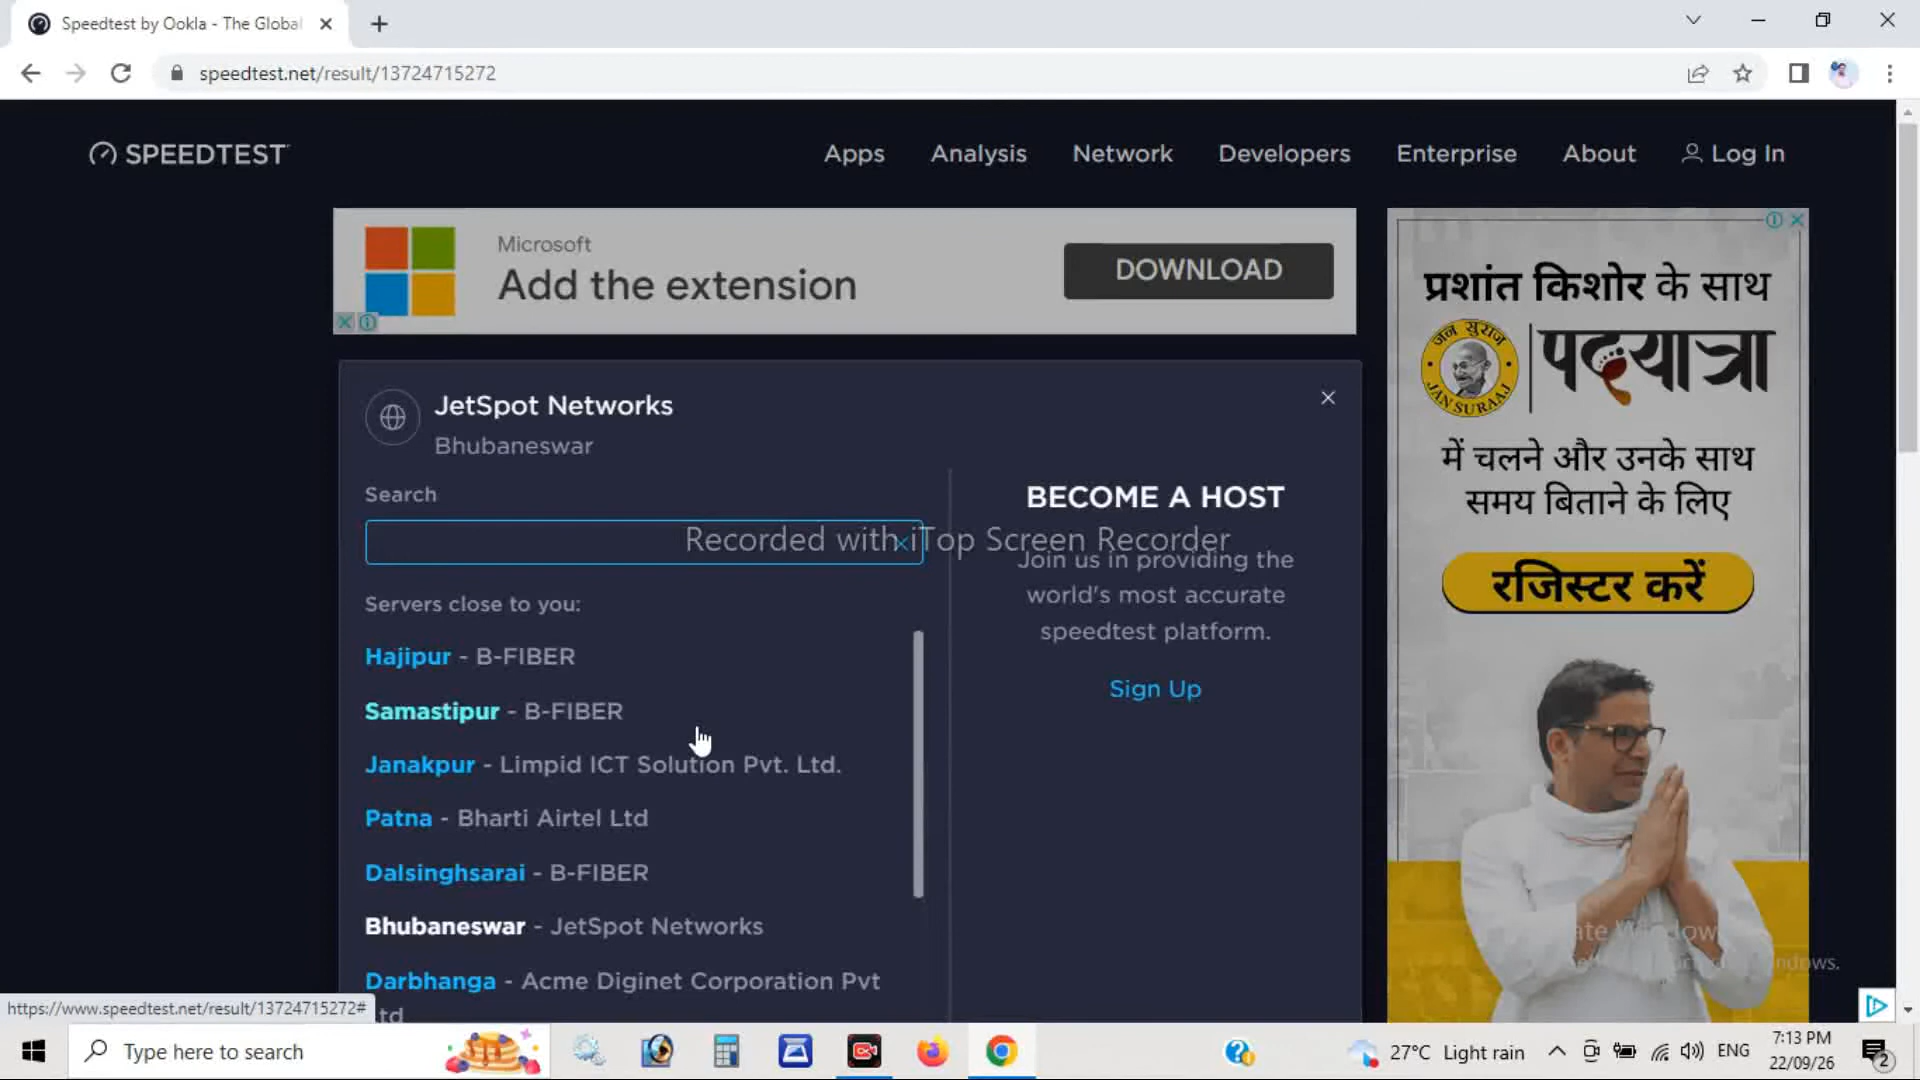 Speedtest by Ookla - The Global
speedtest.net/result/13724715272
SPEEDTEST
Apps
Analysis
Network
Developers
Enterprise
About
Log In
Microsoft
Add the extension
DOWNLOAD
प्रशांत किशोर के साथ
जन सुराज
JAN SURAAJ
पदयात्रा
में चलने और उनके साथ
समय बिताने के लिए
रजिस्टर करें
JetSpot Networks
Bhubaneswar
Search
Recorded with iTop Screen Recorder
BECOME A HOST
Join us in providing the
world's most accurate
speedtest platform.
Sign Up
Servers close to you:
Hajipur - B-FIBER
Samastipur - B-FIBER
Janakpur - Limpid ICT Solution Pvt. Ltd.
Patna - Bharti Airtel Ltd
Dalsinghsarai - B-FIBER
Bhubaneswar - JetSpot Networks
Darbhanga - Acme Diginet Corporation Pvt
https://www.speedtest.net/result/13724715272#
Type here to search
27°C Light rain
ENG
7:13 PM
22/09/26
2